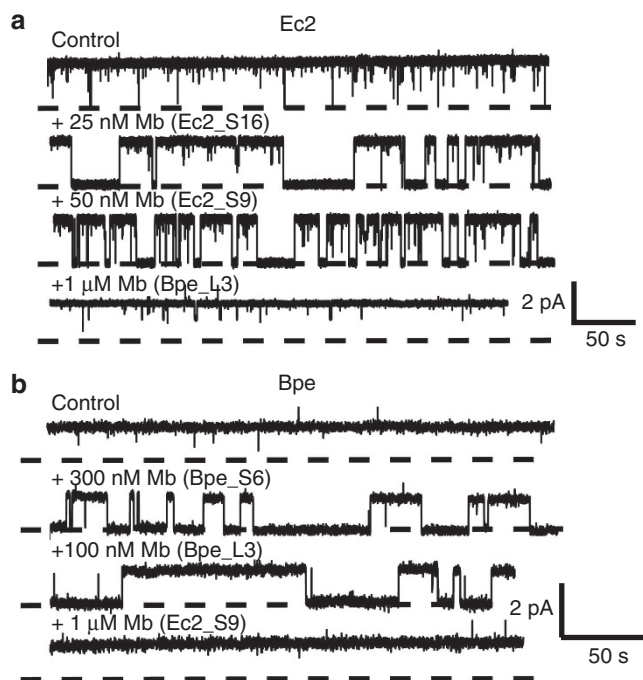 a
Ec2
Control
+ 25 nM Mb (Ec2_S16)
+ 50 nM Mb (Ec2_S9)
+1 μM Mb (Bpe_L3)
2 pA
50 s
b
Bpe
Control
+ 300 nM Mb (Bpe_S6)
+100 nM Mb (Bpe_L3)
+ 1 μM Mb (Ec2_S9)
2 pA
50 s